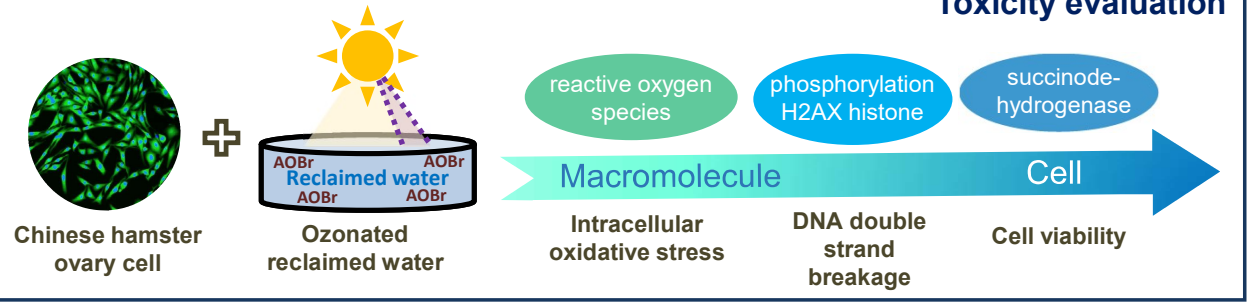 Toxicity evaluation
reactive oxygen
species
phosphorylation
H2AX histone
succinode-
hydrogenase
AOBr
AOBr
Reclaimed water
AOBr
AOBr
Macromolecule
Cell
Chinese hamster
ovary cell
Ozonated
reclaimed water
Intracellular
oxidative stress
DNA double
strand
breakage
Cell viability